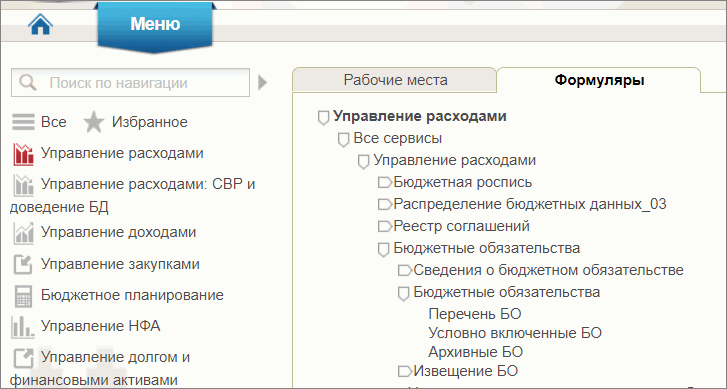 Меню
Поиск по навигации
Все
Избранное
Управление расходами
Управление расходами: СВР и
доведение БД
Управление доходами
Управление закупками
Бюджетное планирование
Управление НФА
Управление долгом и
финансовыми активами
Рабочие места
Формуляры
Управление расходами
Все сервисы
Управление расходами
Бюджетная роспись
Распределение бюджетных данных_03
Реестр соглашений
Бюджетные обязательства
Сведения о бюджетном обязательстве
Бюджетные обязательства
Перечень БО
Условно включенные БО
Архивные БО
Извещение БО